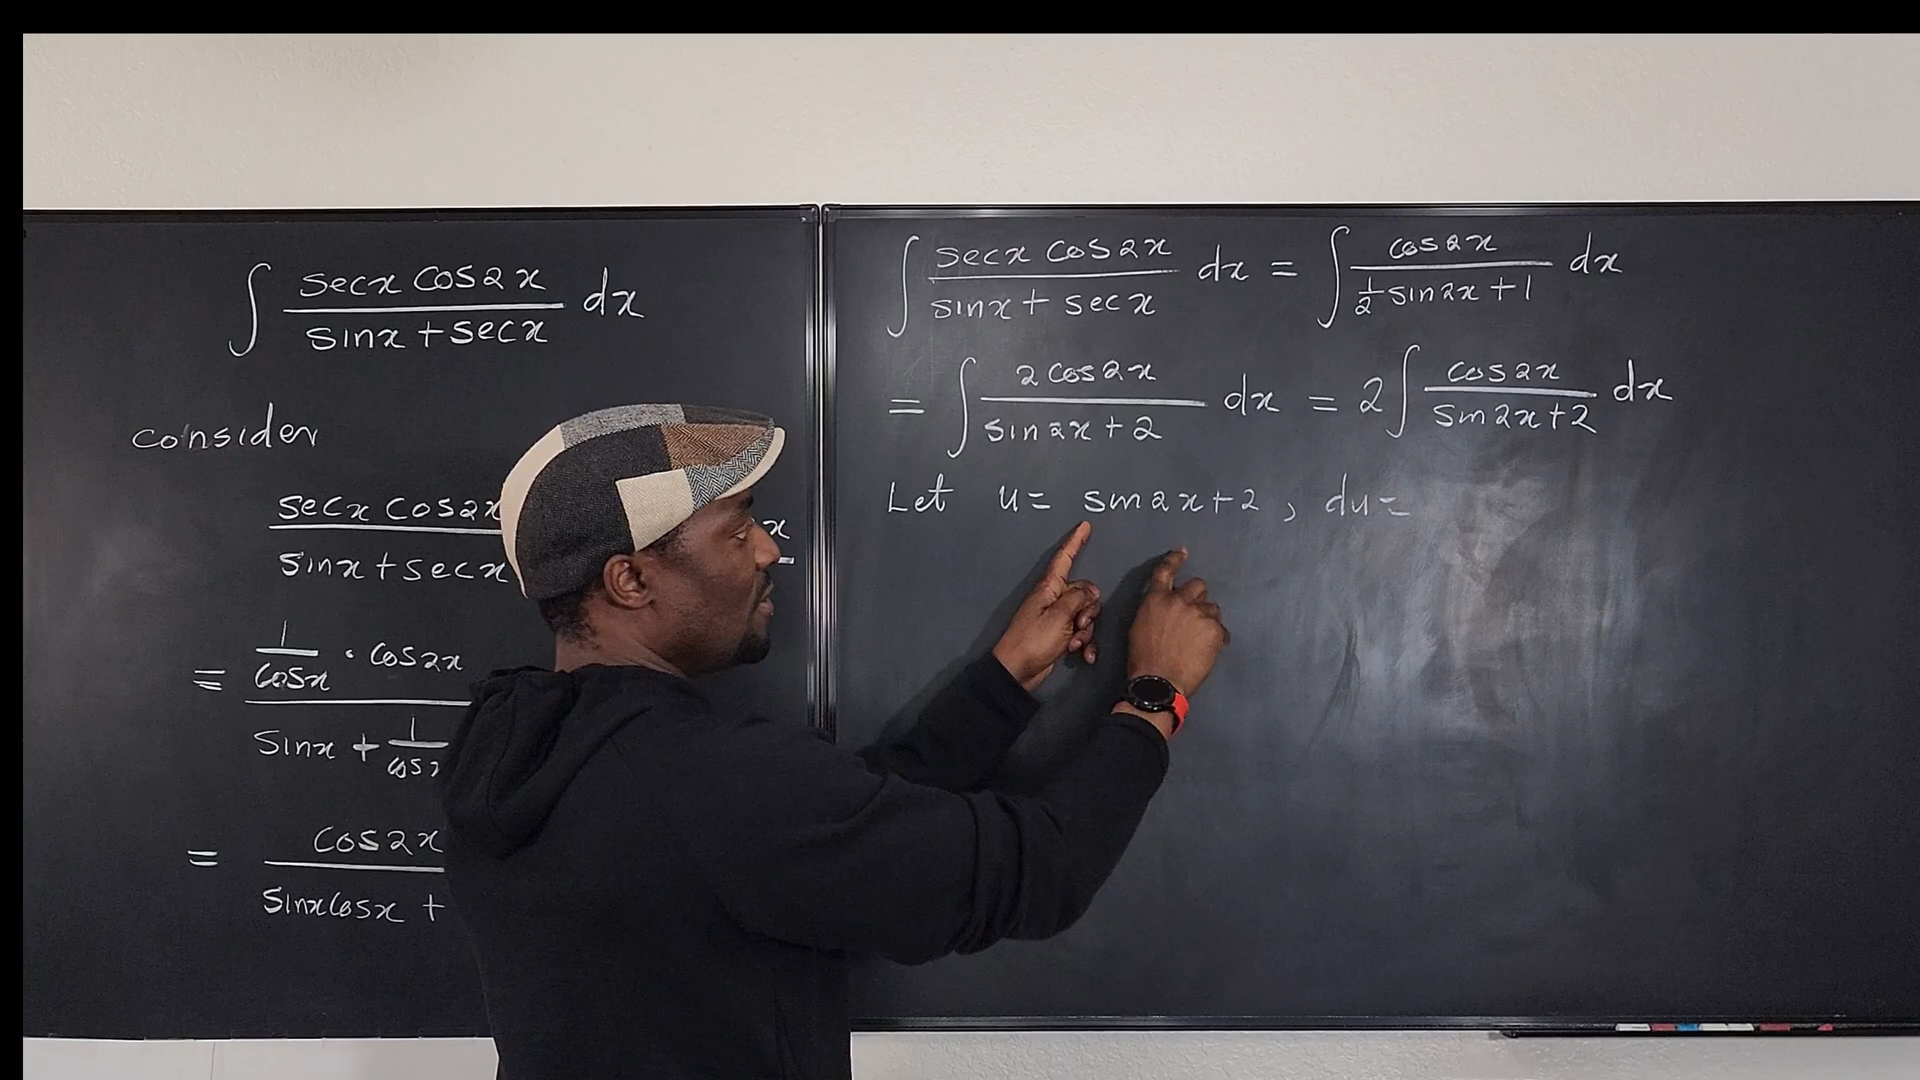 ∫ secx cos2x / sinx + secx dx
consider
secx cos2x / sinx + secx
x
= 1/cosx · cos2x / sinx + 1/cosx
= cos2x / sinxcosx +
∫ secx cos2x / sinx + secx dx = ∫ cos2x / ½ sin2x + 1 dx
= ∫ 2cos2x / sin2x + 2 dx = 2∫ cos2x / sin2x + 2 dx
Let u = sin2x + 2 , du =